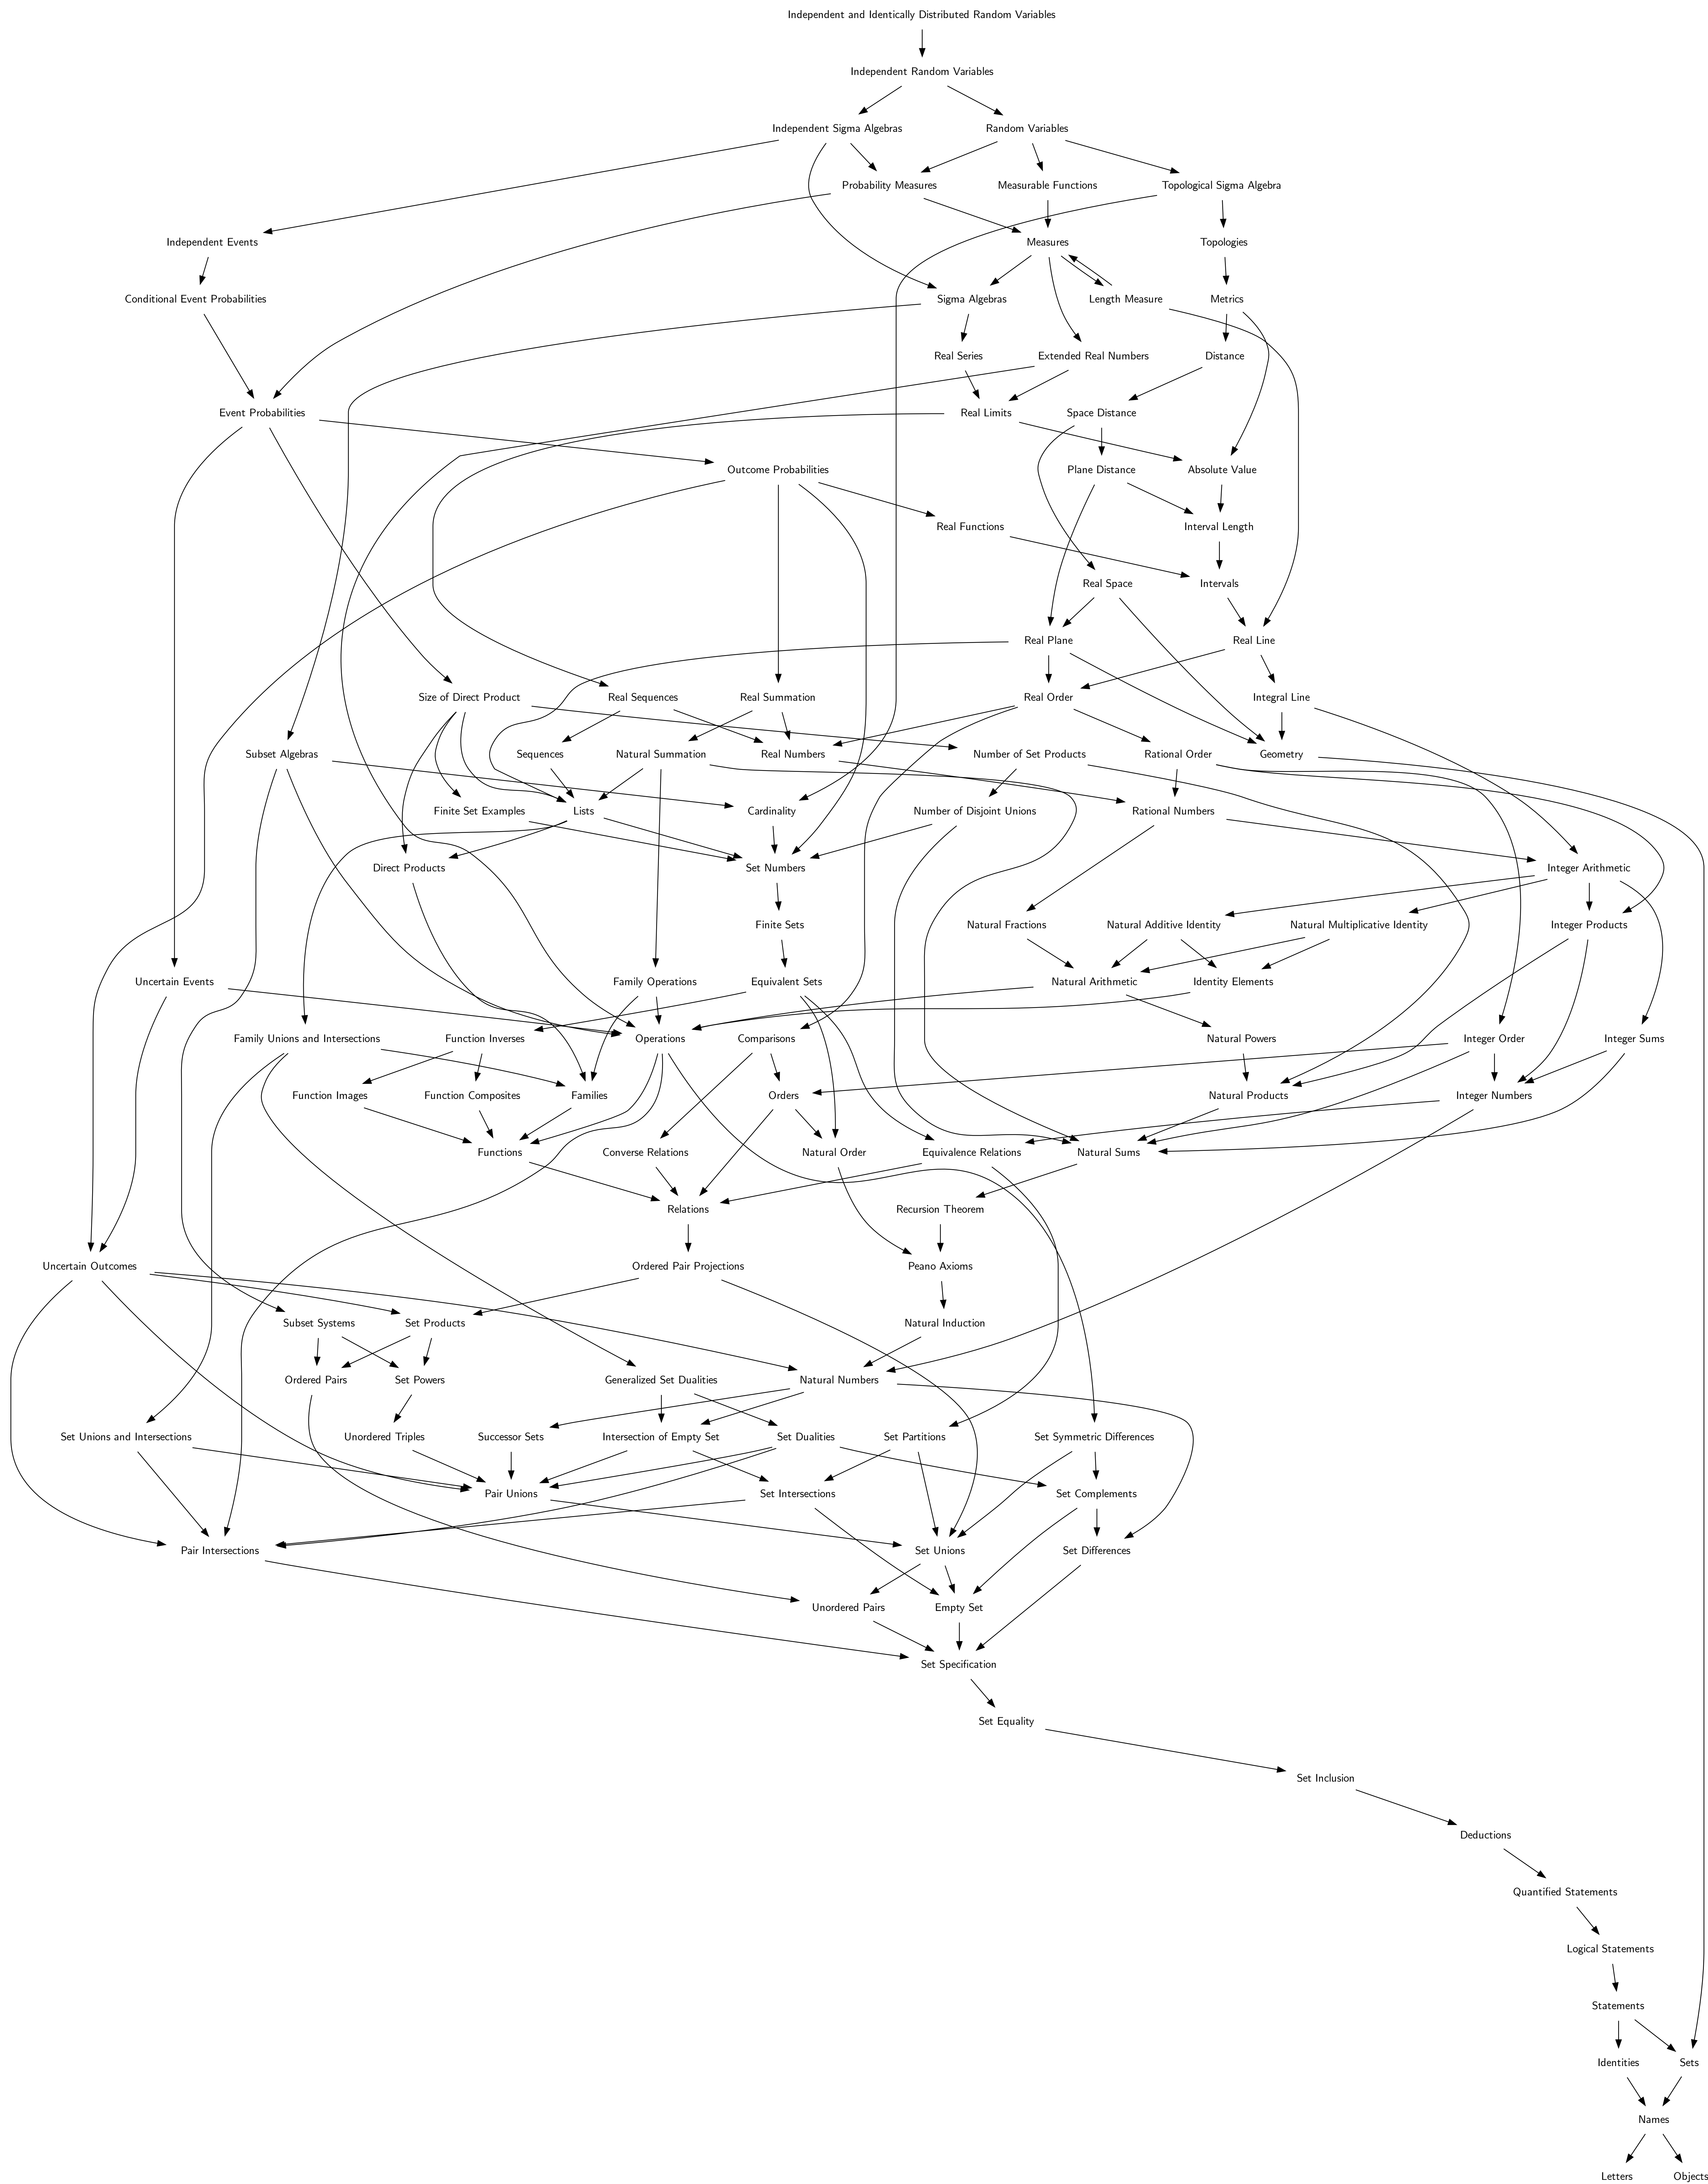 Independent and Identically Distributed Random Variables
Independent Random Variables
Independent Sigma Algebras
Random Variables
Probability Measures
Measurable Functions
Topological Sigma Algebra
Independent Events
Measures
Topologies
Conditional Event Probabilities
Sigma Algebras
Length Measure
Metrics
Real Series
Extended Real Numbers
Distance
Event Probabilities
Real Limits
Space Distance
Outcome Probabilities
Plane Distance
Absolute Value
Real Functions
Interval Length
Real Space
Intervals
Real Plane
Real Line
Size of Direct Product
Real Sequences
Real Summation
Real Order
Integral Line
Subset Algebras
Sequences
Natural Summation
Real Numbers
Number of Set Products
Rational Order
Geometry
Finite Set Examples
Lists
Cardinality
Number of Disjoint Unions
Rational Numbers
Direct Products
Set Numbers
Integer Arithmetic
Finite Sets
Natural Fractions
Natural Additive Identity
Natural Multiplicative Identity
Integer Products
Uncertain Events
Family Operations
Equivalent Sets
Natural Arithmetic
Identity Elements
Family Unions and Intersections
Function Inverses
Operations
Comparisons
Natural Powers
Integer Order
Integer Sums
Function Images
Function Composites
Families
Orders
Natural Products
Integer Numbers
Functions
Converse Relations
Natural Order
Equivalence Relations
Natural Sums
Relations
Recursion Theorem
Uncertain Outcomes
Ordered Pair Projections
Peano Axioms
Subset Systems
Set Products
Natural Induction
Ordered Pairs
Set Powers
Generalized Set Dualities
Natural Numbers
Set Unions and Intersections
Unordered Triples
Successor Sets
Intersection of Empty Set
Set Dualities
Set Partitions
Set Symmetric Differences
Pair Unions
Set Intersections
Set Complements
Pair Intersections
Set Unions
Set Differences
Unordered Pairs
Empty Set
Set Specification
Set Equality
Set Inclusion
Deductions
Quantified Statements
Logical Statements
Statements
Identities
Sets
Names
Letters
Objects